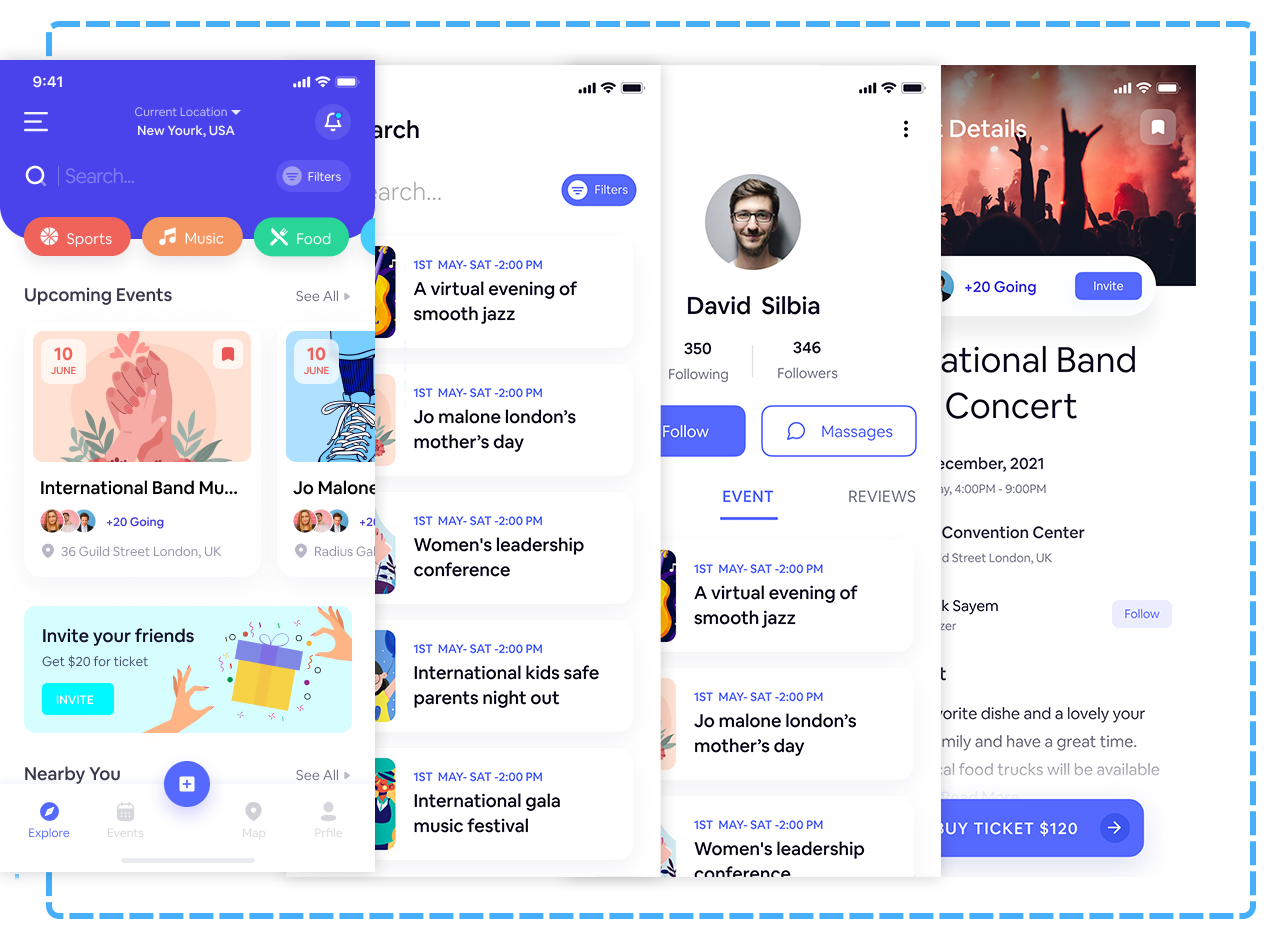 9:41
Current Location
New Yourk, USA
Search...
Filters
Sports
Music
Food
Upcoming Events
See All
10
JUNE
10
JUNE
International Band Mu...
Jo Malone
+20 Going
+20
36 Guild Street London, UK
Radius Gal
Invite your friends
Get $20 for ticket
INVITE
Nearby You
See All
Explore
Events
Map
Prfile
arch
earch...
Filters
1ST MAY- SAT -2:00 PM
A virtual evening of
smooth jazz
1ST MAY- SAT -2:00 PM
Jo malone london's
mother's day
1ST MAY- SAT -2:00 PM
Women's leadership
conference
1ST MAY- SAT -2:00 PM
International kids safe
parents night out
1ST MAY- SAT -2:00 PM
International gala
music festival
David Silbia
350
Following
346
Followers
Follow
Massages
EVENT
REVIEWS
1ST MAY- SAT -2:00 PM
A virtual evening of
smooth jazz
1ST MAY- SAT -2:00 PM
Jo malone london's
mother's day
1ST MAY- SAT -2:00 PM
Women's leadership
conference
t Details
+20 Going
Invite
ational Band
Concert
ecember, 2021
ay, 4:00PM - 9:00PM
Convention Center
d Street London, UK
k Sayem
zer
Follow
t
vorite dishe and a lovely your
mily and have a great time.
cal food trucks will be available
Read More
BUY TICKET $120